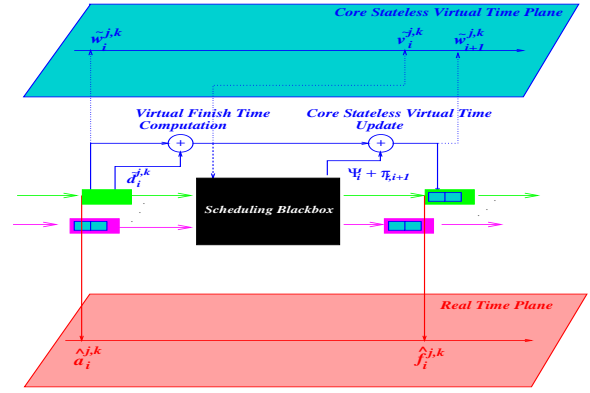 Core Stateless Virtual Time Plane
w̃_i^{j,k} ṽ_i^{j,k} w̃_{i+1}^{j,k}
Virtual Finish Time Computation
Core Stateless Virtual Time Update
+ +
d̃_i^{j,k} Ψ_i + π_{i,i+1}
Scheduling Blackbox
Real Time Plane
â_i^{j,k} f̂_i^{j,k}